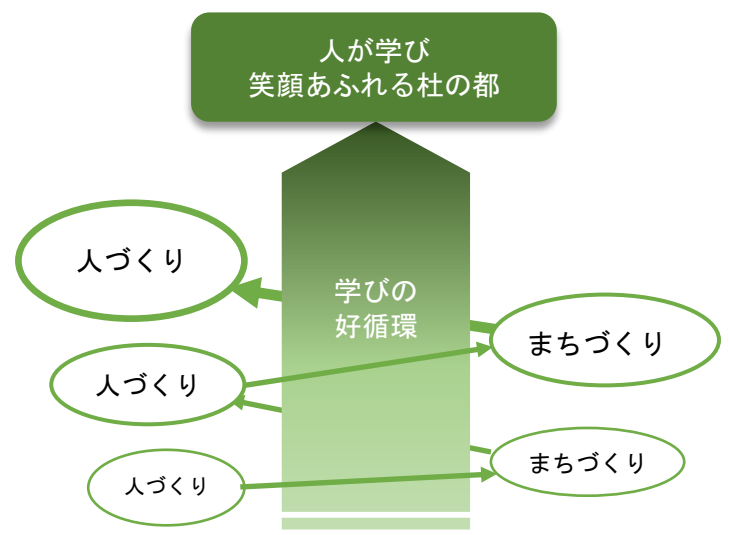 人が学び
笑顔あふれる杜の都
人づくり
学びの
好循環
まちづくり
人づくり
まちづくり
人づくり